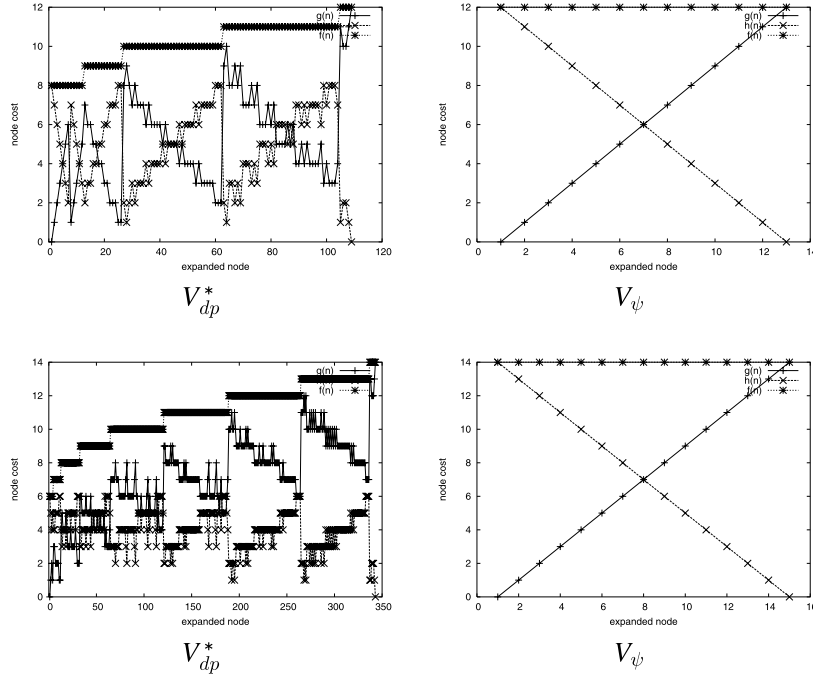 12
10
8
6
4
2
0
0 20 40 60 80 100 120
node cost
expanded node
g(n)
h(n)
f(n)
V*dp
12
10
8
6
4
2
0
0 2 4 6 8 10 12 14
node cost
expanded node
g(n)
h(n)
f(n)
Vψ
14
12
10
8
6
4
2
0
0 50 100 150 200 250 300 350
node cost
expanded node
g(n)
h(n)
f(n)
V*dp
14
12
10
8
6
4
2
0
0 2 4 6 8 10 12 14 16
node cost
expanded node
g(n)
h(n)
f(n)
Vψ